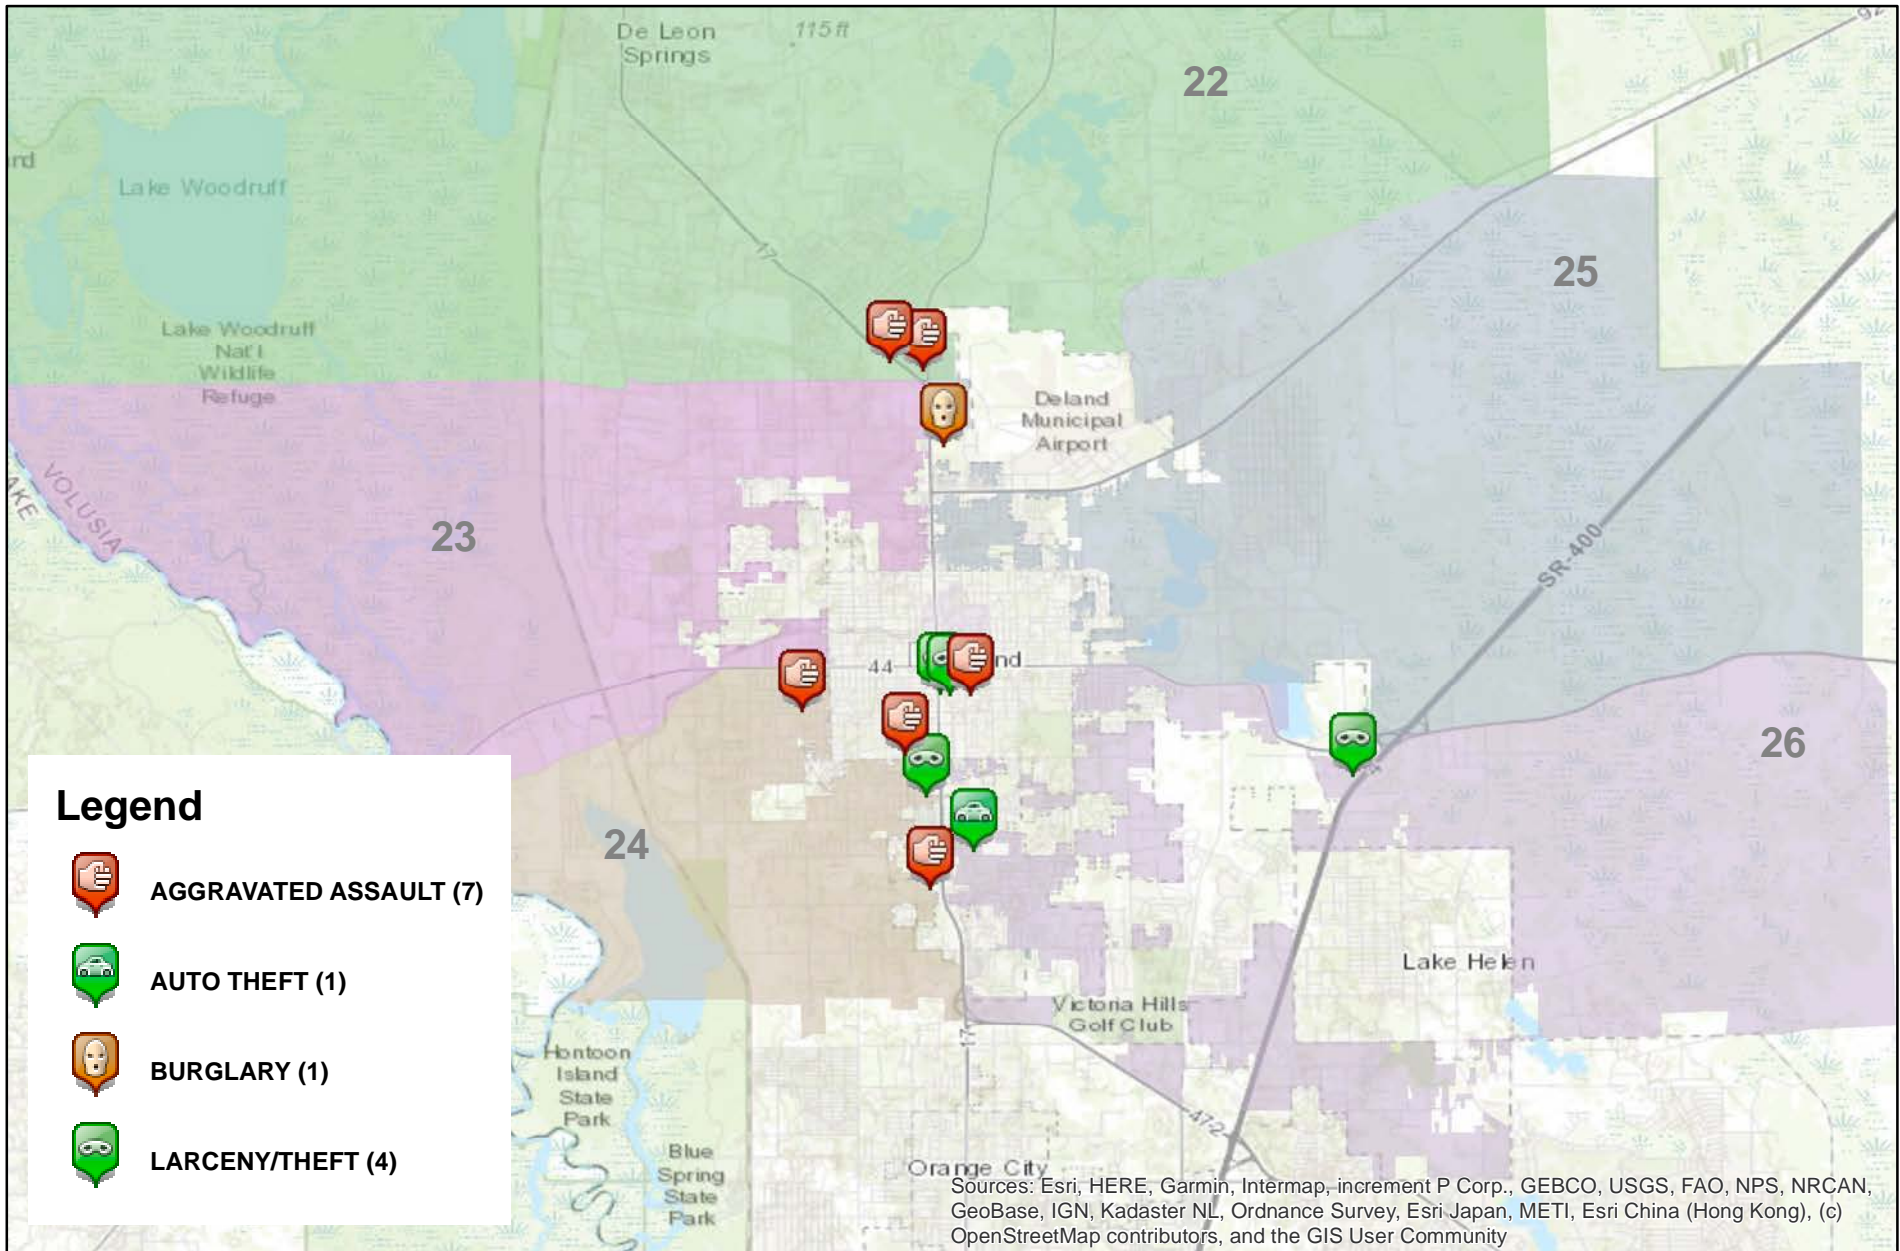 De Leon
Springs
115 ft
22
92
Lake Woodruff
17
25
Lake Woodruff
Nat'l
Wildlife
Refuge
Deland
Municipal
Airport
VOLUSIA
23
SR-400
44
nd
26
24
Lake Helen
Victoria Hills
Golf Club
17
472
Hontoon
Island
State
Park
Blue
Spring
State
Park
Orange City
Legend
AGGRAVATED ASSAULT (7)
AUTO THEFT (1)
BURGLARY (1)
LARCENY/THEFT (4)
Sources: Esri, HERE, Garmin, Intermap, increment P Corp., GEBCO, USGS, FAO, NPS, NRCAN,
GeoBase, IGN, Kadaster NL, Ordnance Survey, Esri Japan, METI, Esri China (Hong Kong), (c)
OpenStreetMap contributors, and the GIS User Community